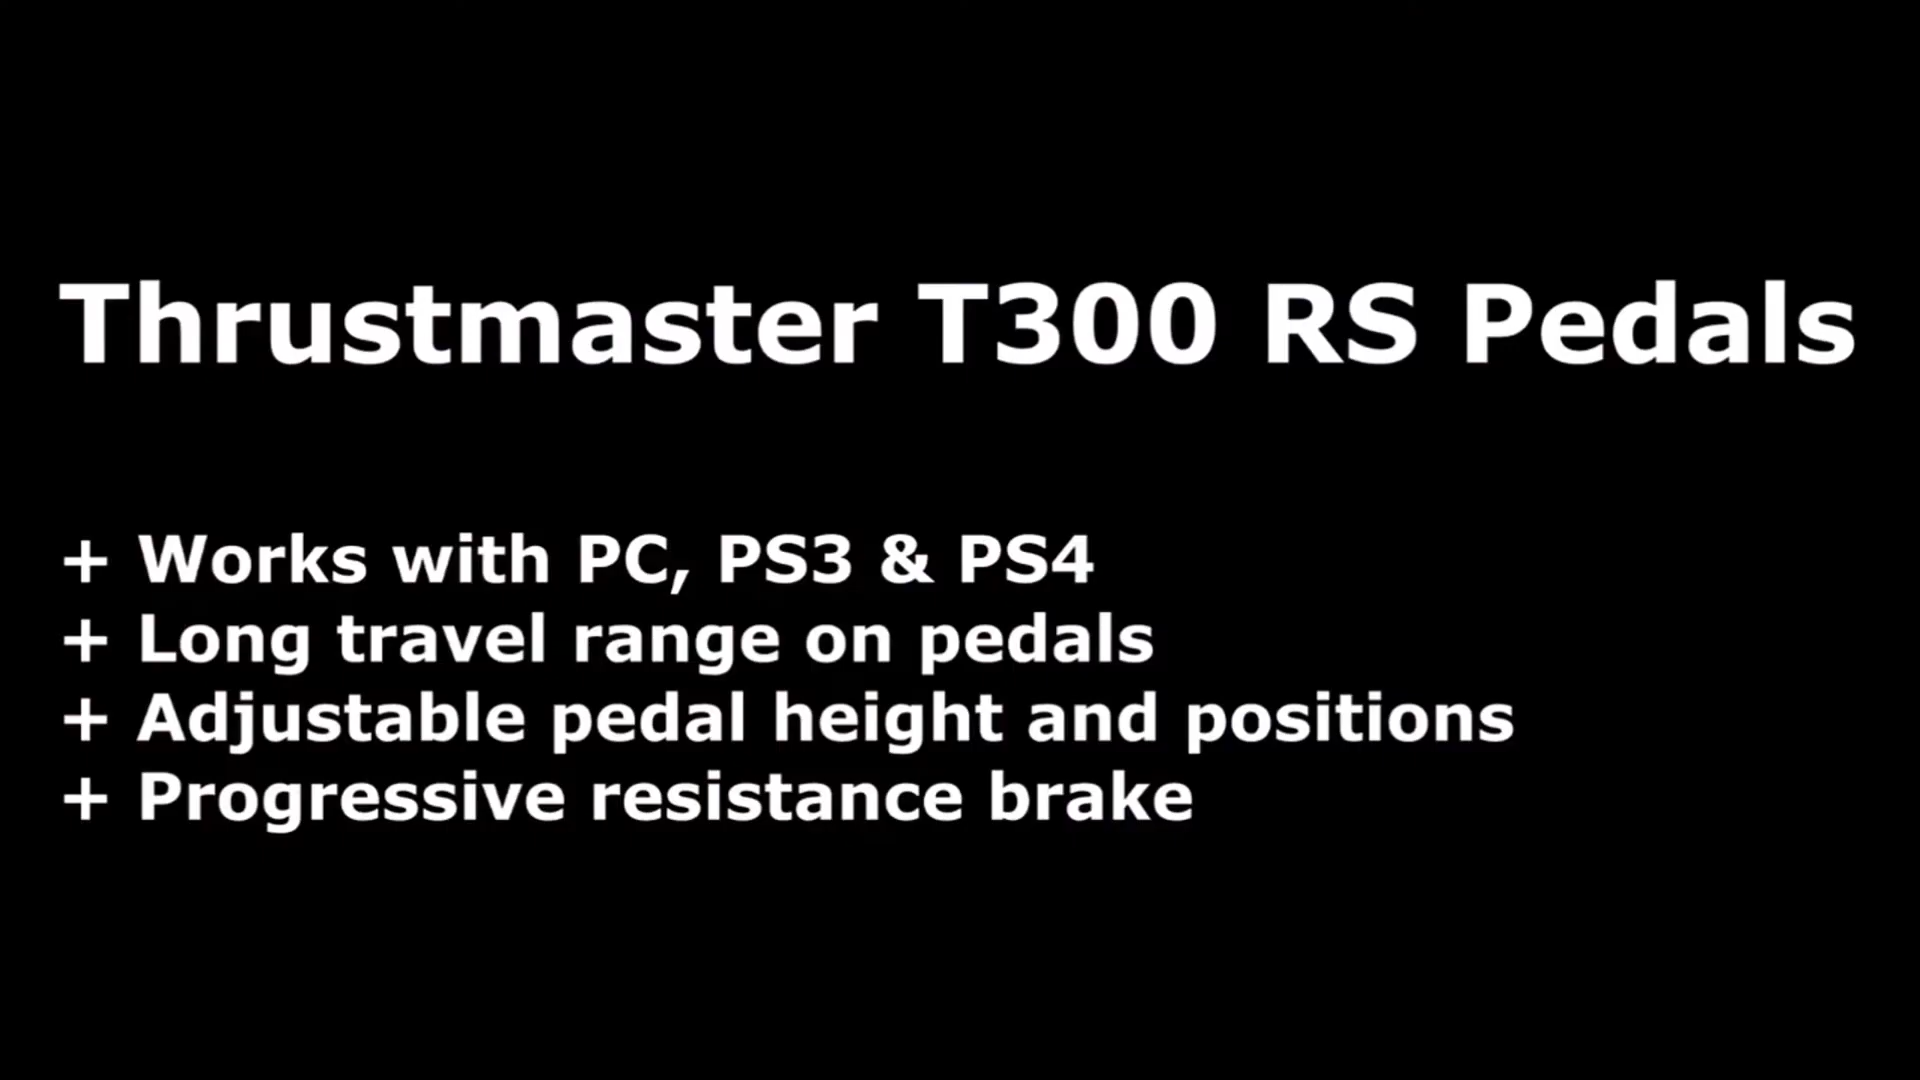 Thrustmaster T300 RS Pedals
+ Works with PC, PS3 & PS4
+ Long travel range on pedals
+ Adjustable pedal height and positions
+ Progressive resistance brake